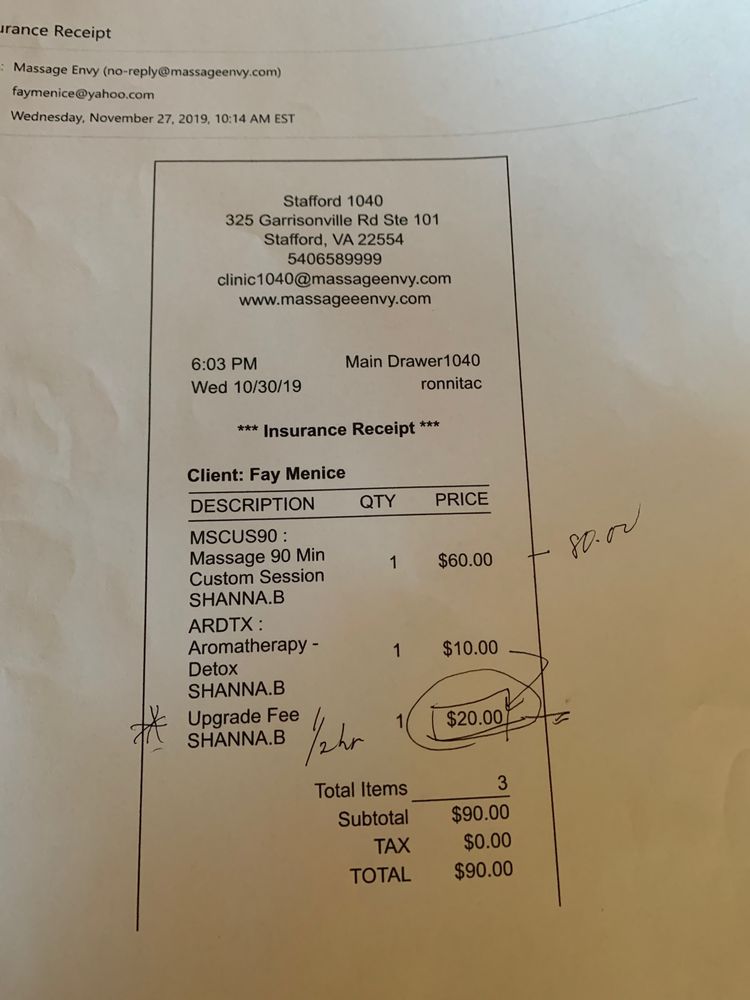 urance Receipt
: Massage Envy (no-reply@massageenvy.com)
faymenice@yahoo.com
Wednesday, November 27, 2019, 10:14 AM EST
Stafford 1040
325 Garrisonville Rd Ste 101
Stafford, VA 22554
5406589999
clinic1040@massageenvy.com
www.massageeenvy.com
6:03 PM Main Drawer1040
Wed 10/30/19 ronnitac
*** Insurance Receipt ***
Client: Fay Menice
DESCRIPTION QTY PRICE
MSCUS90 :
Massage 90 Min
Custom Session
SHANNA.B
1 $60.00 – 80.00
ARDTX :
Aromatherapy -
Detox
SHANNA.B
1 $10.00
* Upgrade Fee 1 $20.00 =
SHANNA.B 1/2 hr
Total Items 3
Subtotal $90.00
TAX $0.00
TOTAL $90.00